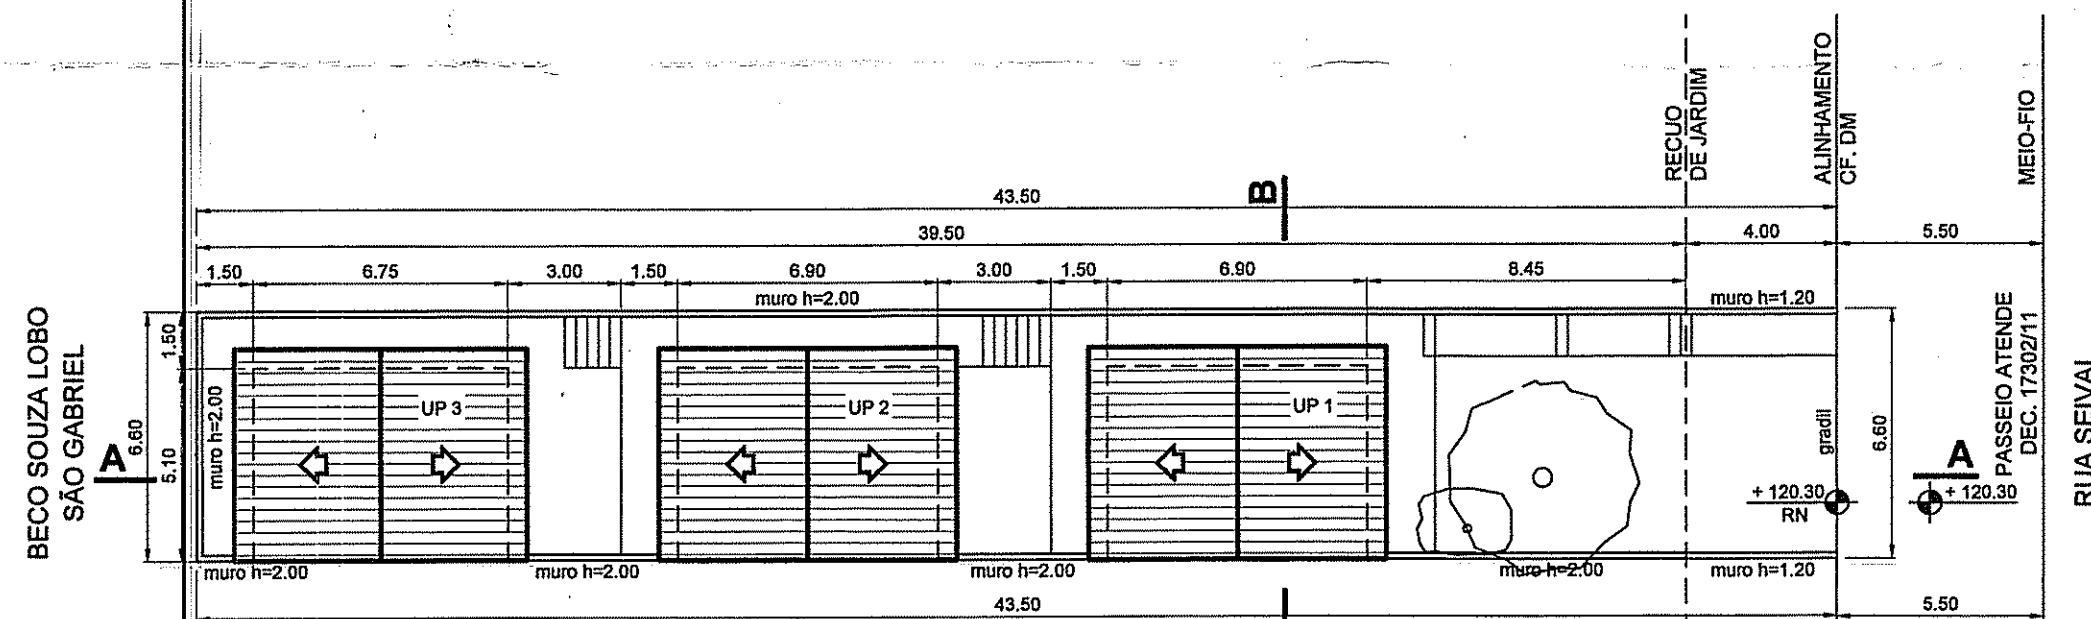 RECUO
DE JARDIM
ALINHAMENTO
CF. DM
MEIO-FIO
B
43.50
39.50
4.00
5.50
1.50
6.75
3.00
1.50
6.90
3.00
1.50
6.90
8.45
muro h=2.00
muro h=1.20
BECO SOUZA LOBO
SÃO GABRIEL
A
6.60
1.50
5.10
muro h=2.00
UP 3
UP 2
UP 1
gradil
6.60
+ 120.30
RN
A
+ 120.30
PASSEIO ATENDE
DEC. 17302/11
RUA SEIVAL
muro h=2.00
muro h=2.00
muro h=2.00
muro h=2.00
muro h=1.20
43.50
5.50